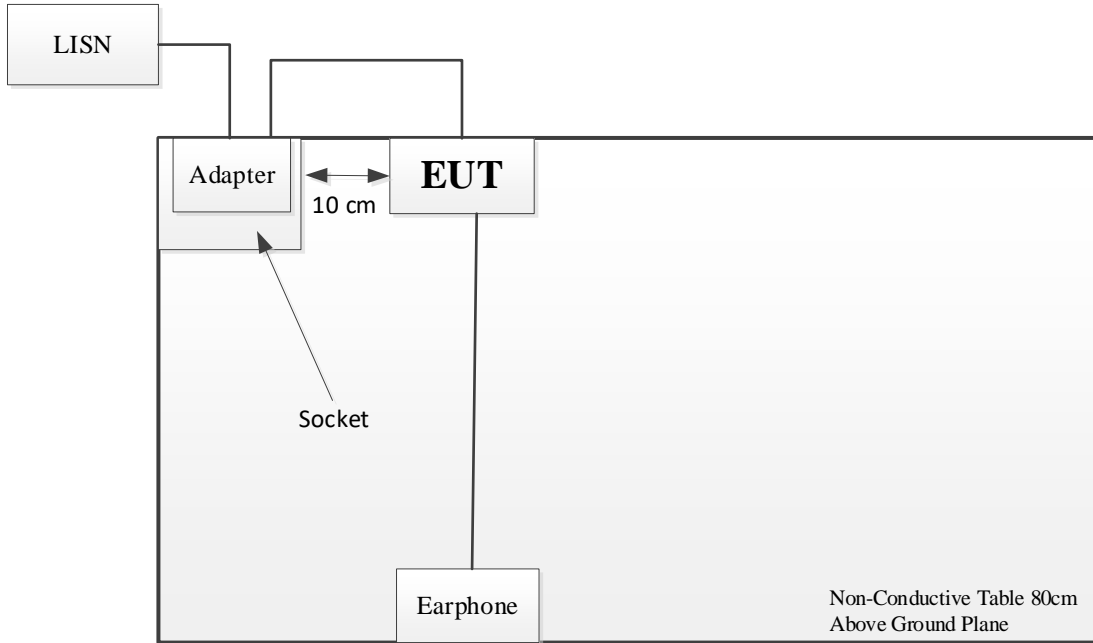 LISN
Adapter
EUT
10 cm
Socket
Earphone
Non-Conductive Table 80cm
Above Ground Plane